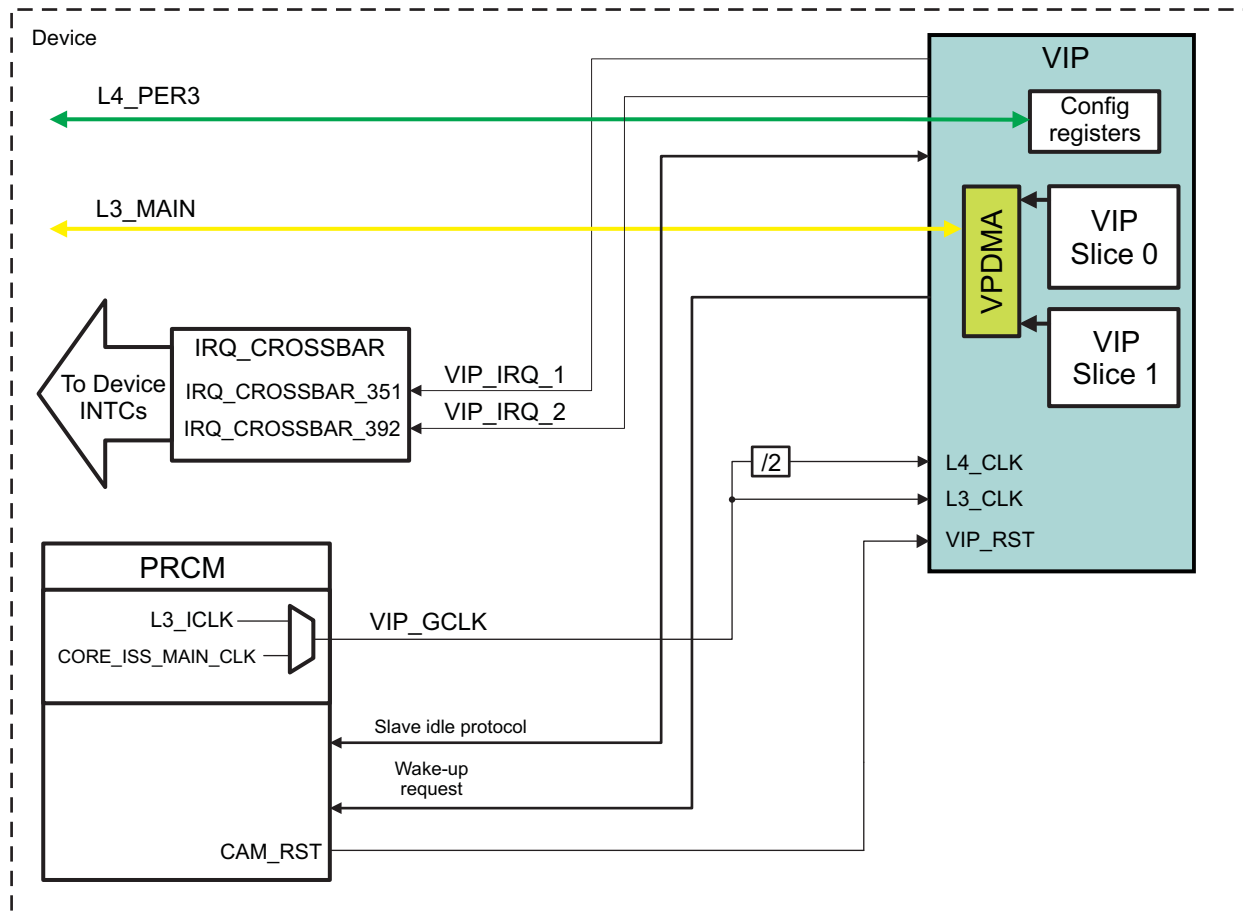 Device
VIP
L4_PER3
Config
registers
L3_MAIN
VPDMA
VIP
Slice 0
VIP
Slice 1
IRQ_CROSSBAR
To Device
INTCs
IRQ_CROSSBAR_351
VIP_IRQ_1
IRQ_CROSSBAR_392
VIP_IRQ_2
/2
L4_CLK
L3_CLK
VIP_RST
PRCM
L3_ICLK
VIP_GCLK
CORE_ISS_MAIN_CLK
Slave idle protocol
Wake-up
request
CAM_RST